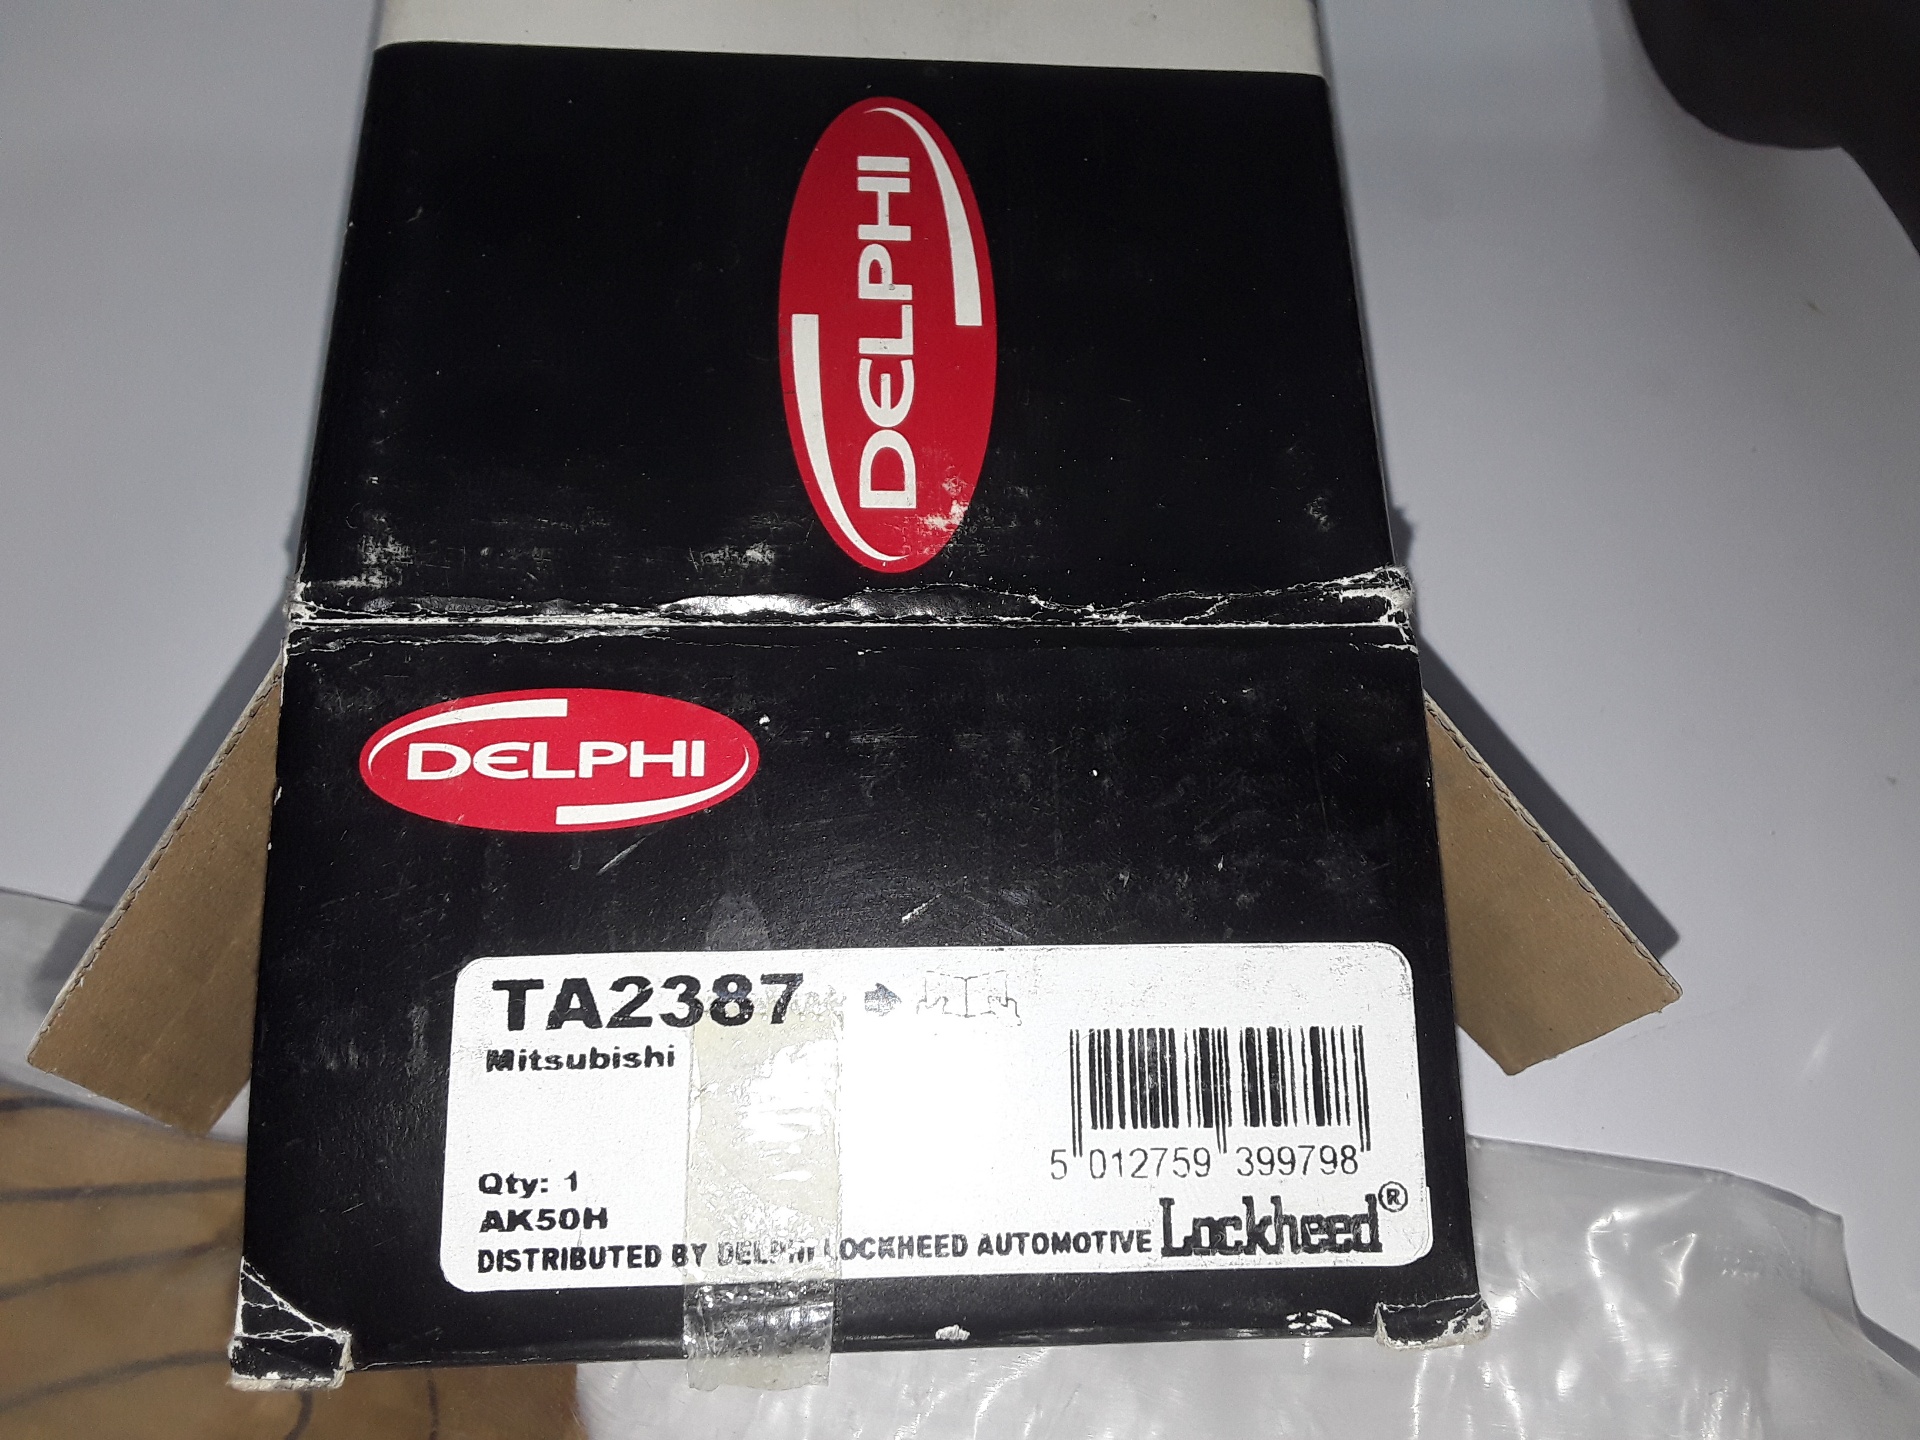 DELPHI
DELPHI
TA2387
Mitsubishi
5 012759 399798
Qty: 1
AK50H
DISTRIBUTED BY DELPHI LOCKHEED AUTOMOTIVE Lockheed®